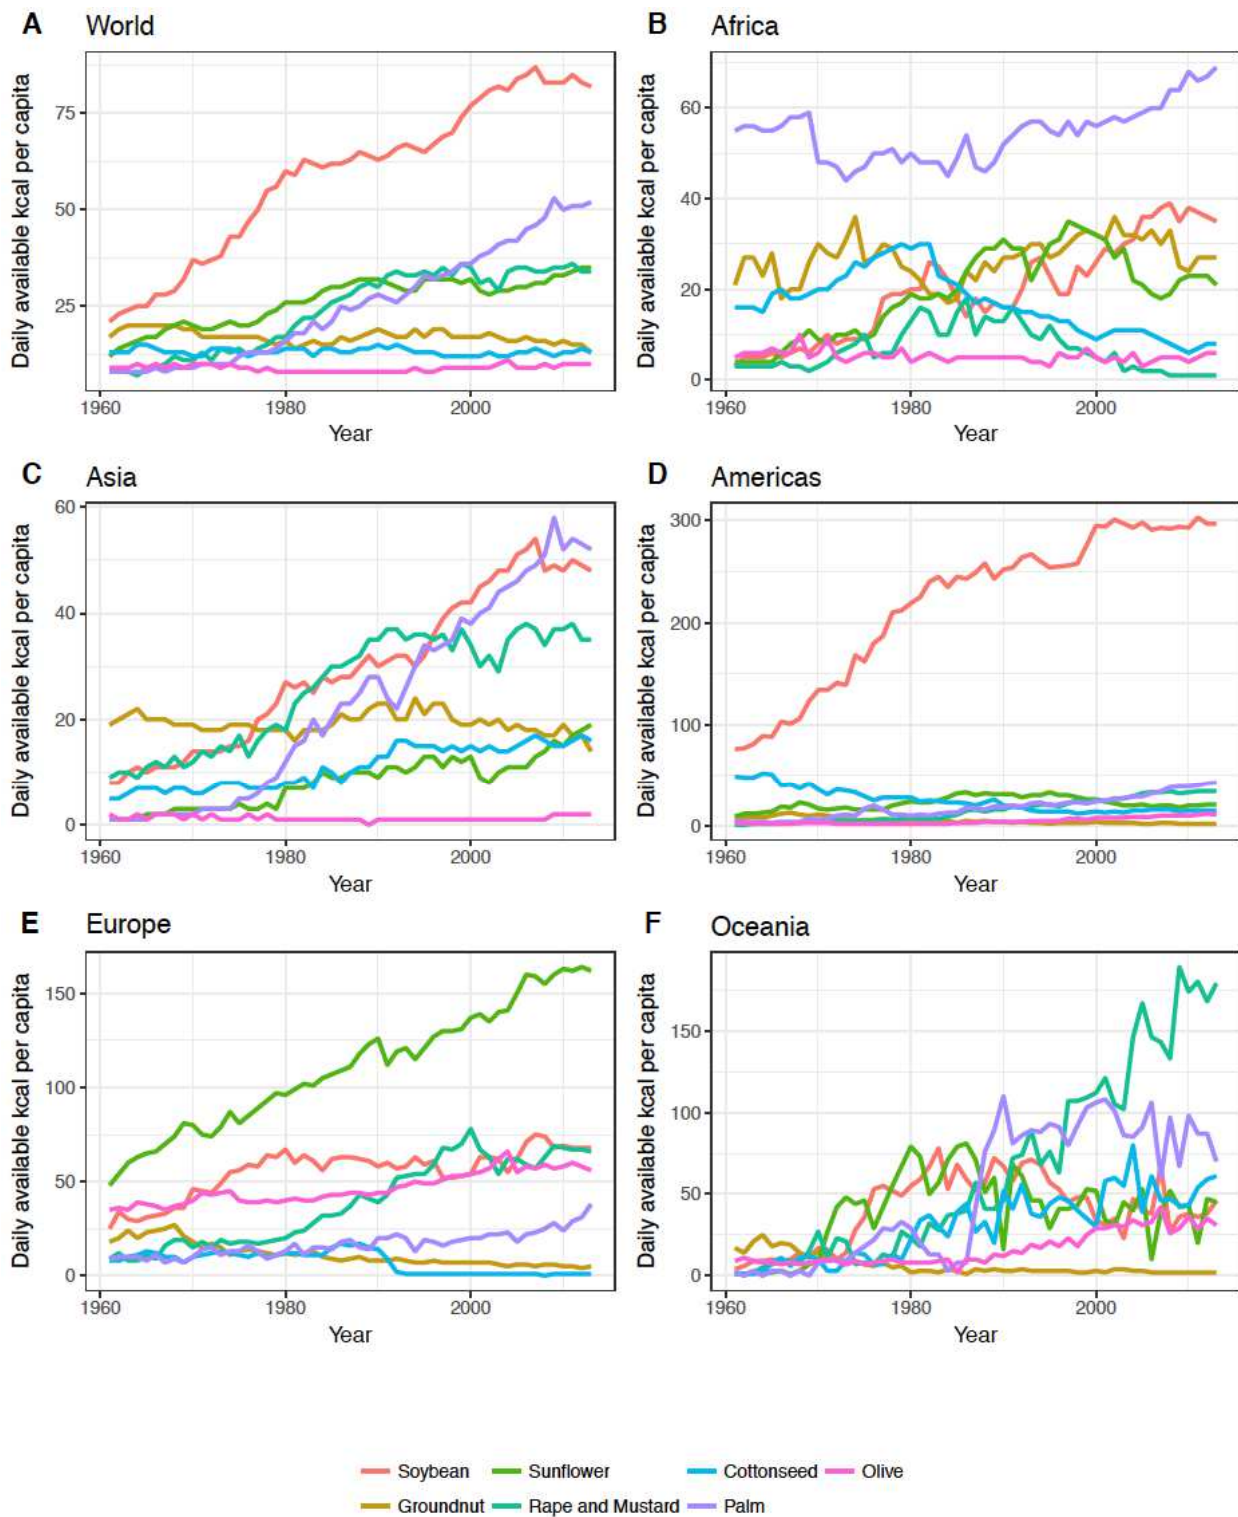 A World
B Africa
Daily available kcal per capita
75
50
25
1960 1980 2000
Year
Daily available kcal per capita
60
40
20
0
1960 1980 2000
Year
C Asia
D Americas
Daily available kcal per capita
60
40
20
0
1960 1980 2000
Year
Daily available kcal per capita
300
200
100
0
1960 1980 2000
Year
E Europe
F Oceania
Daily available kcal per capita
150
100
50
0
1960 1980 2000
Year
Daily available kcal per capita
150
100
50
0
1960 1980 2000
Year
Soybean Sunflower Cottonseed Olive
Groundnut Rape and Mustard Palm